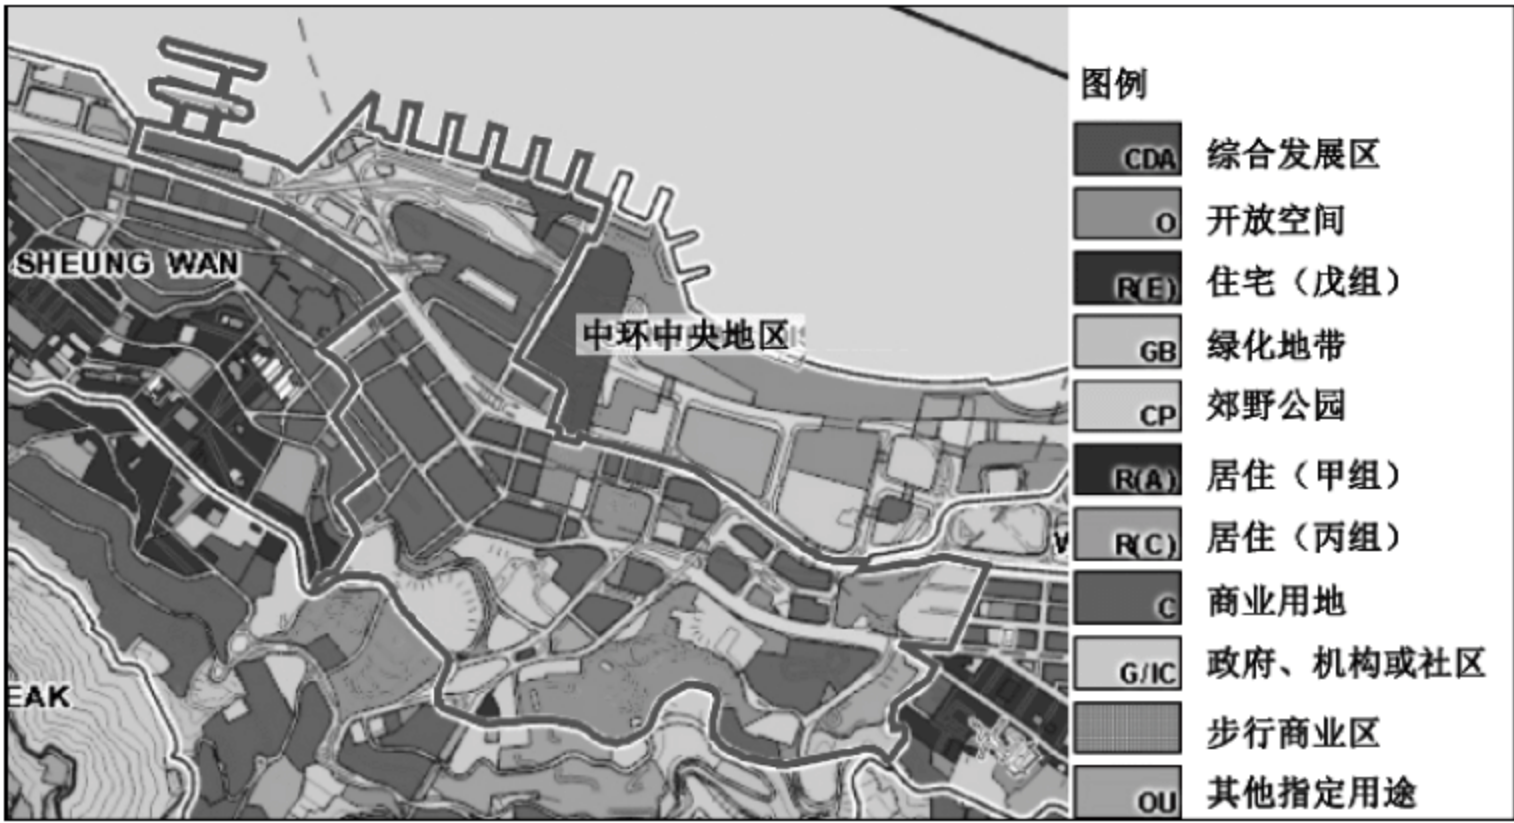 SHEUNG WAN
中环中央地区
EAK
图例
CDA 综合发展区
O 开放空间
R(E) 住宅（戊组）
GB 绿化地带
CP 郊野公园
R(A) 居住（甲组）
R(C) 居住（丙组）
C 商业用地
G/IC 政府、机构或社区
步行商业区
OU 其他指定用途